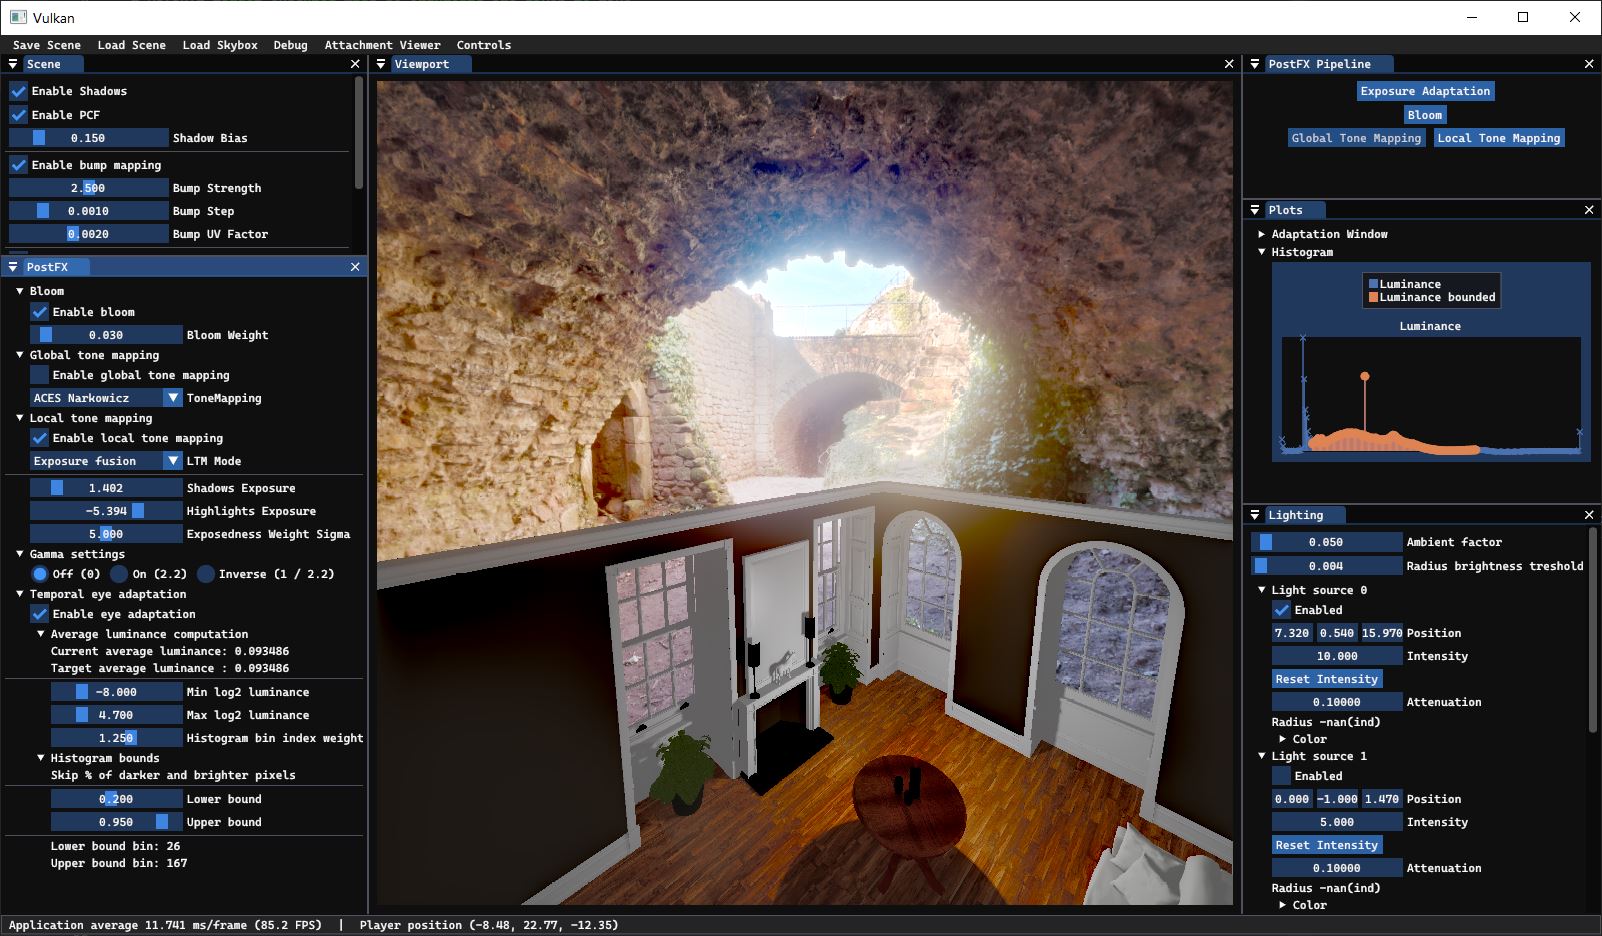 Vulkan
Save Scene Load Scene Load Skybox Debug Attachment Viewer Controls
Scene
Enable Shadows
Enable PCF
0.150 Shadow Bias
Enable bump mapping
2.500 Bump Strength
0.0010 Bump Step
0.0020 Bump UV Factor
PostFX
Bloom
Enable bloom
0.030 Bloom Weight
Global tone mapping
Enable global tone mapping
ACES Narkowicz ToneMapping
Local tone mapping
Enable local tone mapping
Exposure fusion LTM Mode
1.402 Shadows Exposure
-5.394 Highlights Exposure
5.000 Exposedness Weight Sigma
Gamma settings
Off (0) On (2.2) Inverse (1 / 2.2)
Temporal eye adaptation
Enable eye adaptation
Average luminance computation
Current average luminance: 0.093486
Target average luminance : 0.093486
-8.000 Min log2 luminance
4.700 Max log2 luminance
1.250 Histogram bin index weight
Histogram bounds
Skip % of darker and brighter pixels
0.200 Lower bound
0.950 Upper bound
Lower bound bin: 26
Upper bound bin: 167
Viewport
PostFX Pipeline
Exposure Adaptation
Bloom
Global Tone Mapping Local Tone Mapping
Plots
Adaptation Window
Histogram
Luminance
Luminance bounded
Luminance
Lighting
0.050 Ambient factor
0.004 Radius brightness treshold
Light source 0
Enabled
7.320 0.540 15.970 Position
10.000 Intensity
Reset Intensity
0.10000 Attenuation
Radius -nan(ind)
Color
Light source 1
Enabled
0.000 -1.000 1.470 Position
5.000 Intensity
Reset Intensity
0.10000 Attenuation
Radius -nan(ind)
Color
Application average 11.741 ms/frame (85.2 FPS) | Player position (-8.48, 22.77, -12.35)